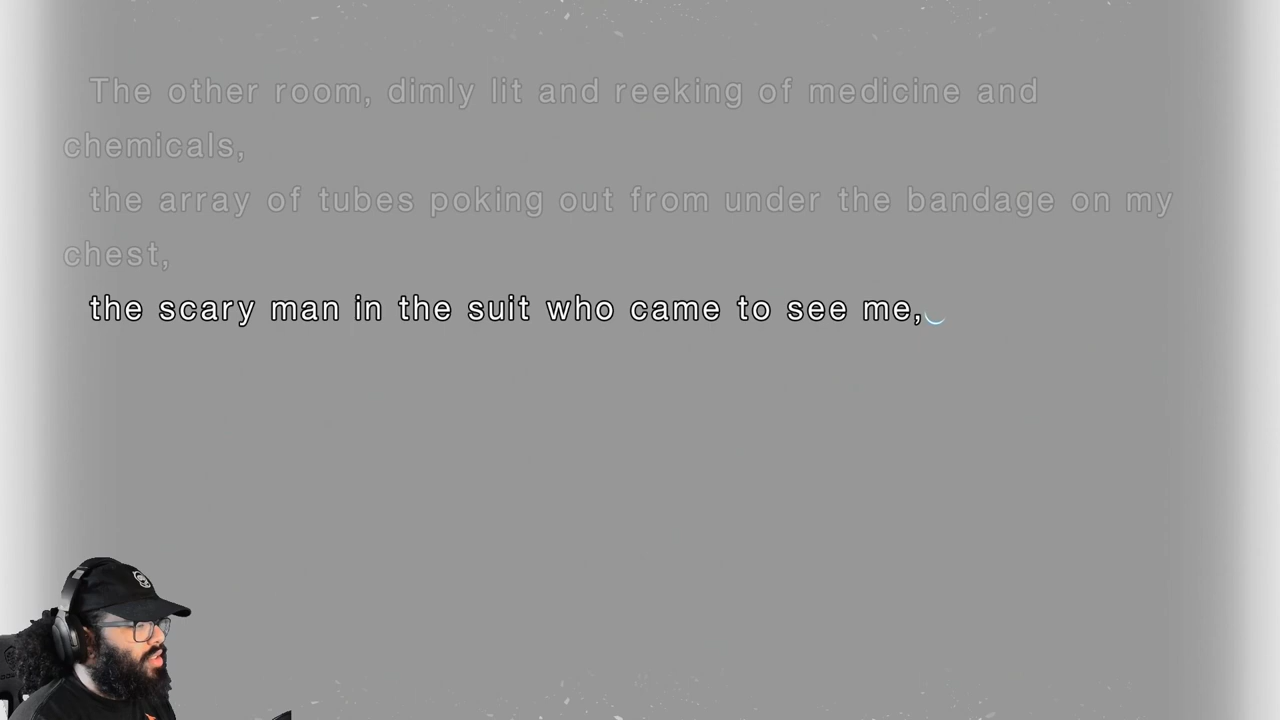 The other room, dimly lit and reeking of medicine and
chemicals,
the array of tubes poking out from under the bandage on my
chest,
the scary man in the suit who came to see me,